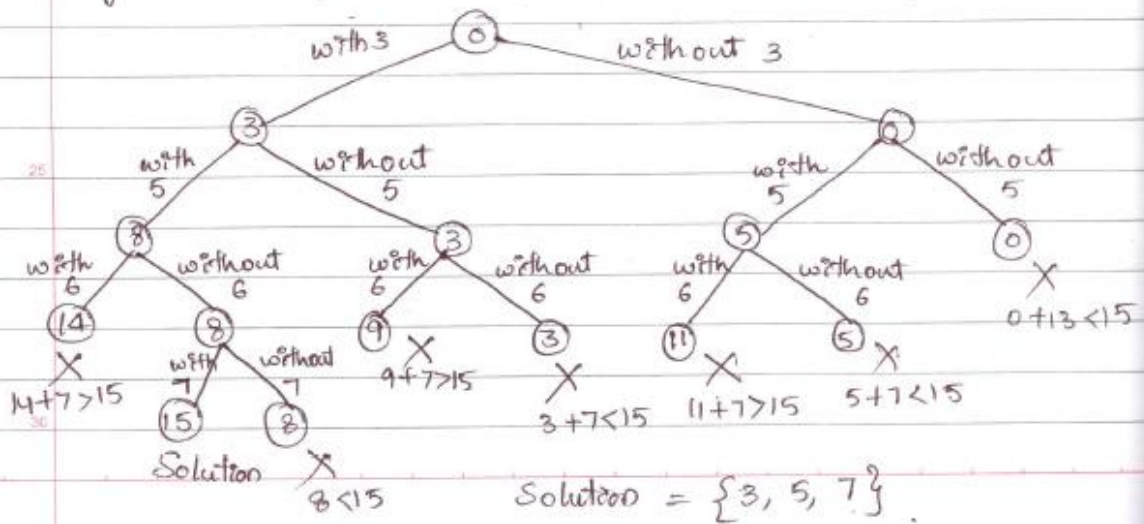 0
with 3 without 3
3 0
25
with without with without
5 5 5 5
8 3 5 0
with without with without with without
6 6 6 6 6 6
0+13<15
14 8 9 3 11 5
with without
7 7
14+7>15 9+7>15 3+7<15 11+7>15 5+7<15
15 8
30
Solution
8<15
Solution = {3, 5, 7}.